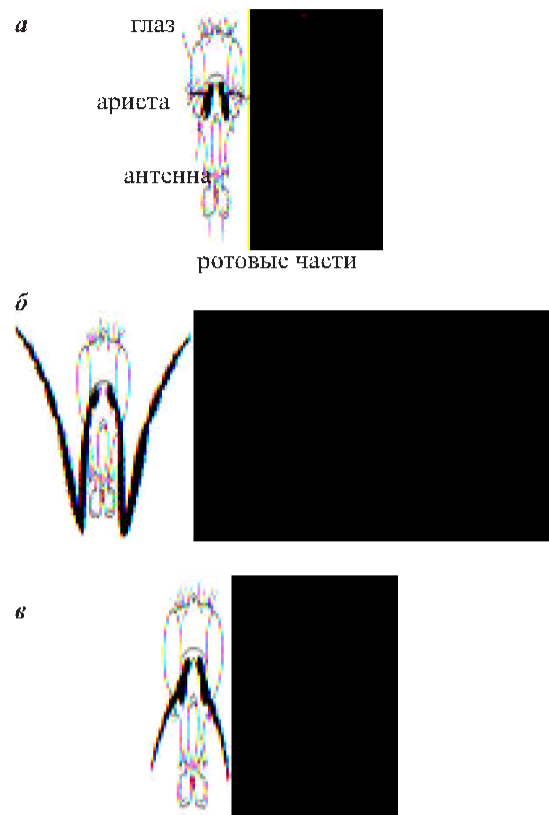 а
глаз
ариста
антенна
ротовые части
б
в